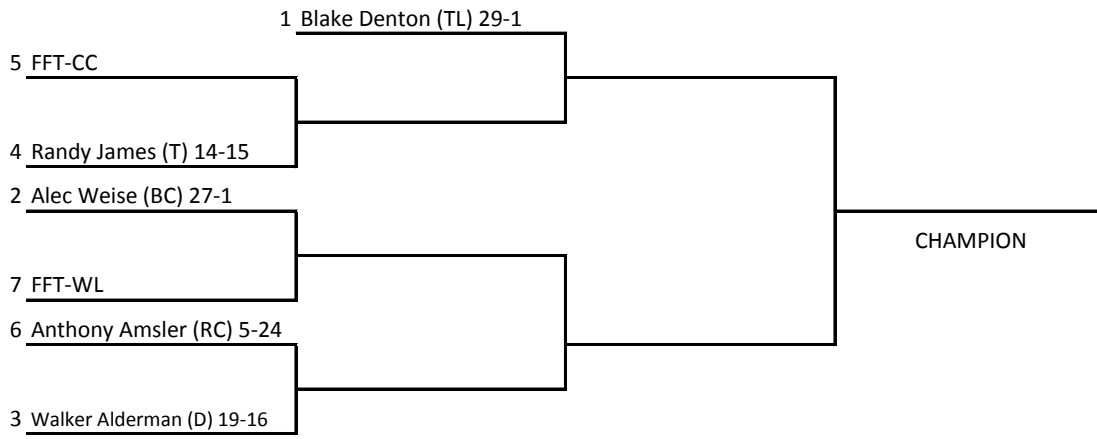 1 Blake Denton (TL) 29-1
5 FFT-CC
4 Randy James (T) 14-15
2 Alec Weise (BC) 27-1
CHAMPION
7 FFT-WL
6 Anthony Amsler (RC) 5-24
3 Walker Alderman (D) 19-16